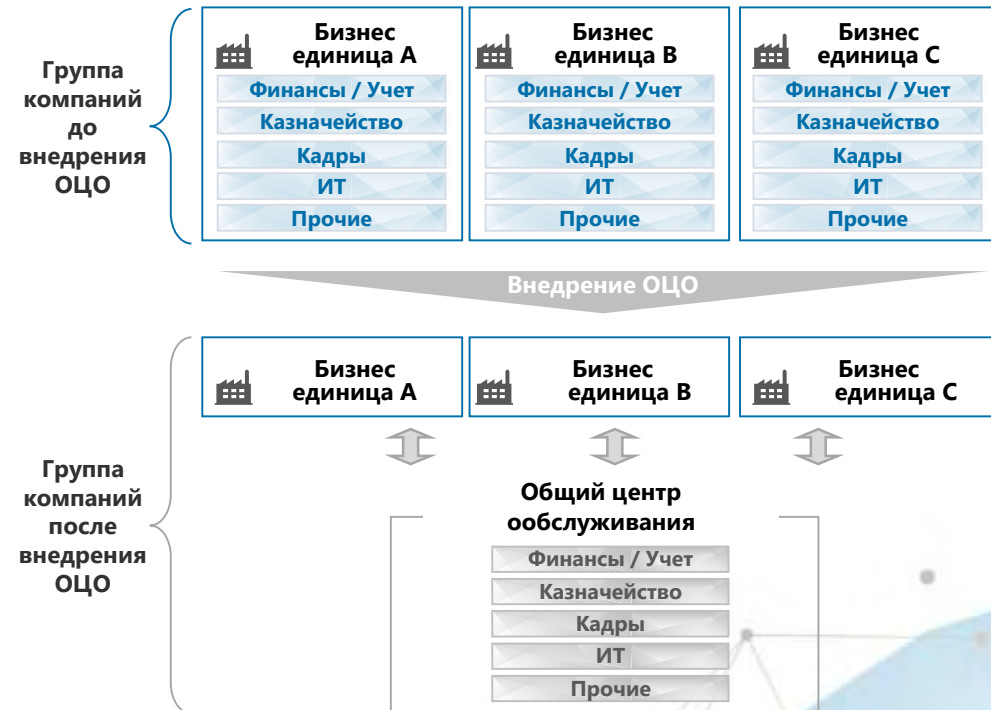 Группа
компаний
до
внедрения
ОЦО
Бизнес
единица А
Финансы / Учет
Казначейство
Кадры
ИТ
Прочие
Бизнес
единица В
Финансы / Учет
Казначейство
Кадры
ИТ
Прочие
Бизнес
единица С
Финансы / Учет
Казначейство
Кадры
ИТ
Прочие
Внедрение ОЦО
Группа
компаний
после
внедрения
ОЦО
Бизнес
единица А
Бизнес
единица В
Бизнес
единица С
Общий центр
ообслуживания
Финансы / Учет
Казначейство
Кадры
ИТ
Прочие